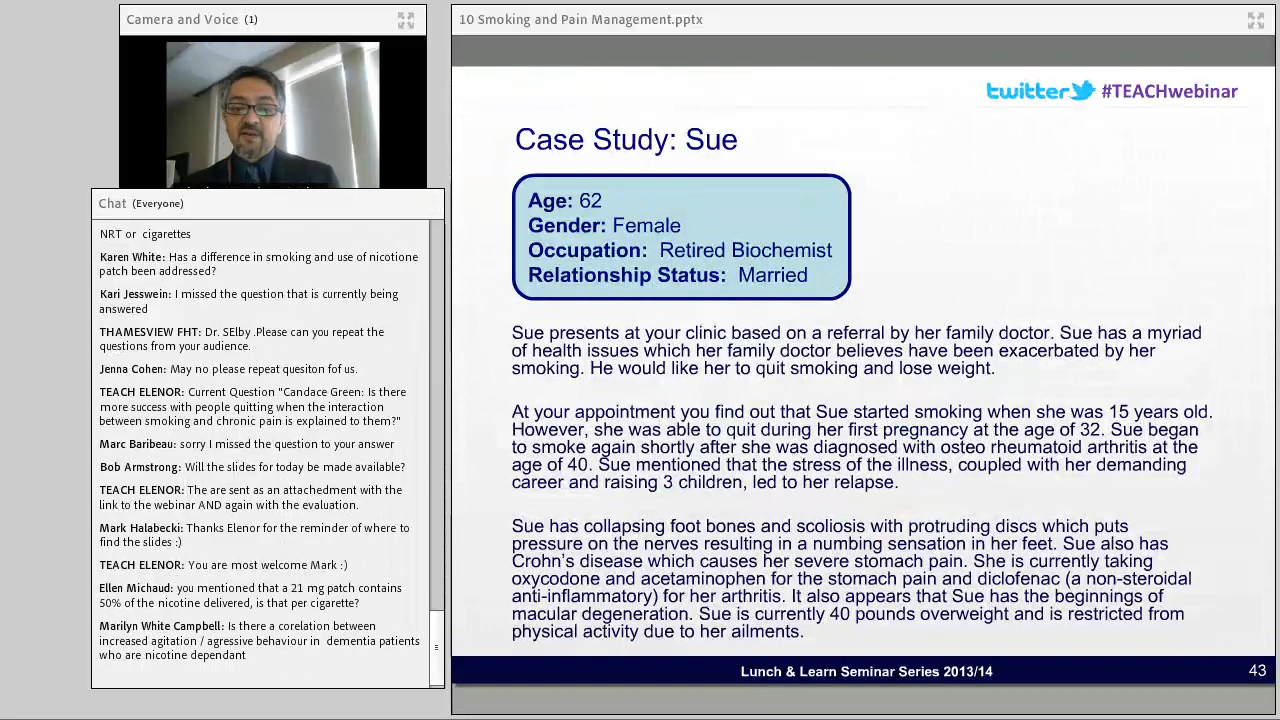 Camera and Voice (1)
Chat (Everyone)
NRT or cigarettes
Karen White: Has a difference in smoking and use of nicotione
patch been addressed?
Kari Jesswein: I missed the question that is currently being
answered
THAMESVIEW FHT: Dr. SElby .Please can you repeat the
questions from your audience.
Jenna Cohen: May no please repeat quesiton fof us.
TEACH ELENOR: Current Question "Candace Green: Is there
more success with people quitting when the interaction
between smoking and chronic pain is explained to them?"
Marc Baribeau: sorry I missed the question to your answer
Bob Armstrong: Will the slides for today be made available?
TEACH ELENOR: The are sent as an attachedment with the
link to the webinar AND again with the evaluation.
Mark Halabecki: Thanks Elenor for the reminder of where to
find the slides :)
TEACH ELENOR: You are most welcome Mark :)
Ellen Michaud: you mentioned that a 21 mg patch contains
50% of the nicotine delivered, is that per cigarette?
Marilyn White Campbell: Is there a corelation between
increased agitation / agressive behaviour in dementia patients
who are nicotine dependant
10 Smoking and Pain Management.pptx
twitter #TEACHwebinar
Case Study: Sue
Age: 62
Gender: Female
Occupation: Retired Biochemist
Relationship Status: Married
Sue presents at your clinic based on a referral by her family doctor. Sue has a myriad
of health issues which her family doctor believes have been exacerbated by her
smoking. He would like her to quit smoking and lose weight.
At your appointment you find out that Sue started smoking when she was 15 years old.
However, she was able to quit during her first pregnancy at the age of 32. Sue began
to smoke again shortly after she was diagnosed with osteo rheumatoid arthritis at the
age of 40. Sue mentioned that the stress of the illness, coupled with her demanding
career and raising 3 children, led to her relapse.
Sue has collapsing foot bones and scoliosis with protruding discs which puts
pressure on the nerves resulting in a numbing sensation in her feet. Sue also has
Crohn's disease which causes her severe stomach pain. She is currently taking
oxycodone and acetaminophen for the stomach pain and diclofenac (a non-steroidal
anti-inflammatory) for her arthritis. It also appears that Sue has the beginnings of
macular degeneration. Sue is currently 40 pounds overweight and is restricted from
physical activity due to her ailments.
Lunch & Learn Seminar Series 2013/14
43